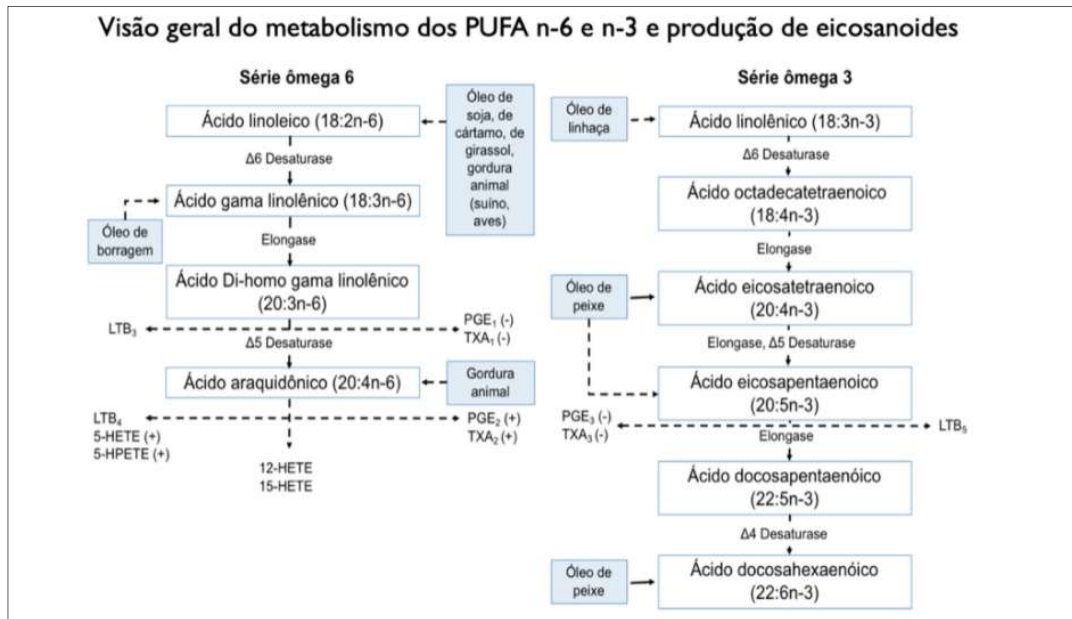 Visão geral do metabolismo dos PUFA n-6 e n-3 e produção de eicosanoides
Série ômega 6
Ácido linoleico (18:2n-6)
Óleo de
soja, de
cártamo, de
girassol,
gordura
animal
(suíno,
aves)
Δ6 Desaturase
Ácido gama linolênico (18:3n-6)
Óleo de
borragem
Elongase
Ácido Di-homo gama linolênico
(20:3n-6)
LTB₃
PGE₁ (-)
TXA₁ (-)
Δ5 Desaturase
Ácido araquidônico (20:4n-6)
Gordura
animal
LTB₄
5-HETE (+)
5-HPETE (+)
PGE₂ (+)
TXA₂ (+)
12-HETE
15-HETE
Série ômega 3
Óleo de
linhaça
Ácido linolênico (18:3n-3)
Δ6 Desaturase
Ácido octadecatetraenoico
(18:4n-3)
Elongase
Óleo de
peixe
Ácido eicosatetraenoico
(20:4n-3)
Elongase, Δ5 Desaturase
Ácido eicosapentaenoico
(20:5n-3)
PGE₃ (-)
TXA₃ (-)
LTB₅
Elongase
Ácido docosapentaenóico
(22:5n-3)
Δ4 Desaturase
Óleo de
peixe
Ácido docosahexaenóico
(22:6n-3)